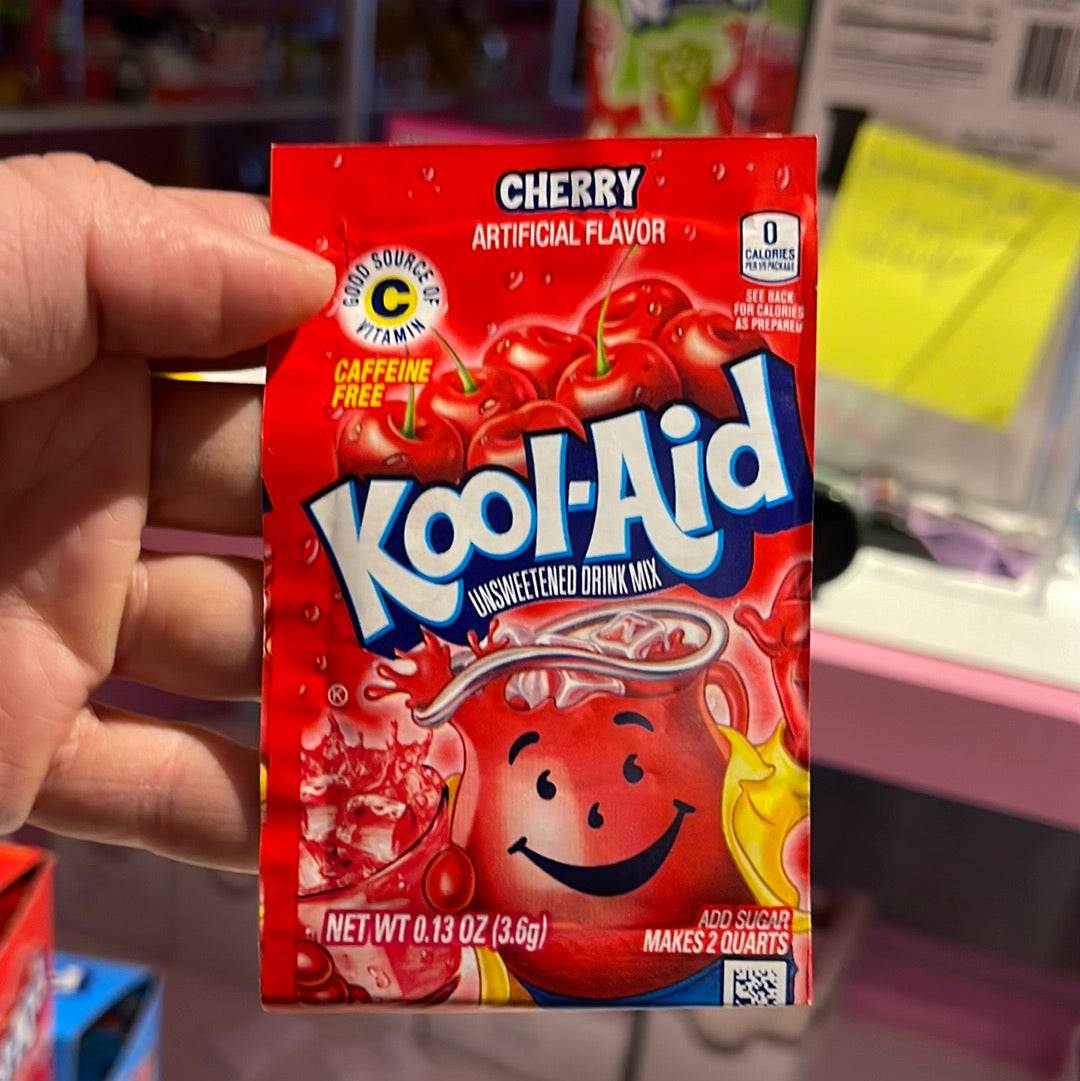 CHERRY
ARTIFICIAL FLAVOR
0
CALORIES
PER 1/8 PACKAGE
SEE BACK
FOR CALORIES
AS PREPARED
GOOD SOURCE OF
C
VITAMIN
CAFFEINE
FREE
Kool-Aid
UNSWEETENED DRINK MIX
K
NET WT 0.13 OZ (3.6g)
ADD SUGAR
MAKES 2 QUARTS